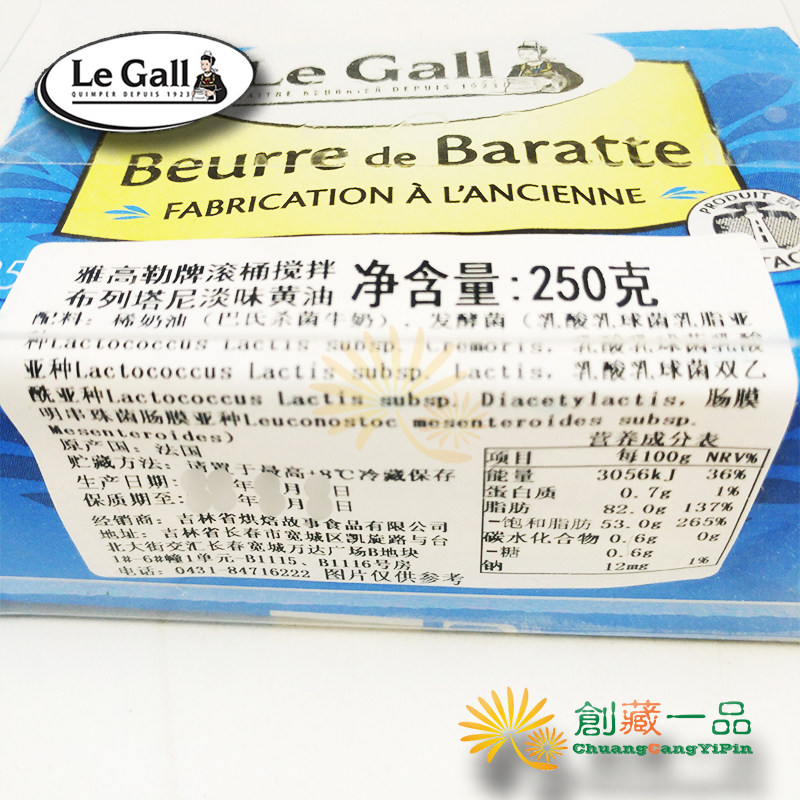 Le Gall
QUIMPER DEPUIS 1923
Le Gall
DEPUIS 1923
Beurre de Baratte
FABRICATION À L'ANCIENNE
PRODUIT EN
雅高勒牌滚桶搅拌
布列塔尼淡味黄油
净含量:250克
配料: 稀奶油(巴氏杀菌牛奶), 发酵菌(乳酸乳球菌乳脂亚
种Lactococcus Lactis subsp. Cremoris, 乳酸乳球菌乳酸
亚种Lactococcus Lactis subsp. Lactis, 乳酸乳球菌双乙
酰亚种Lactococcus Lactis subsp. Diacetylactis, 肠膜
明串珠菌肠膜亚种Leuconostoc mesenteroides subsp.
Mesenteroides)
原产国: 法国
贮藏方法: 请置于最高+8℃冷藏保存
生产日期: 年 月 日
保质期至: 年 月 日
经销商: 吉林省烘焙故事食品有限公司
地址: 吉林省长春市宽城区凯旋路与台
北大街交汇长春宽城万达广场B地块
1#-6#幢1单元-B1115、B1116号房
电话: 0431-84716222 图片仅供参考
营养成分表
项目 每100g NRV%
能量 3056kJ 36%
蛋白质 0.7g 1%
脂肪 82.0g 137%
-饱和脂肪 53.0g 265%
碳水化合物 0.6g 0g
-糖 0.6g
钠 12mg 1%
創藏一品
ChuangCangYiPin